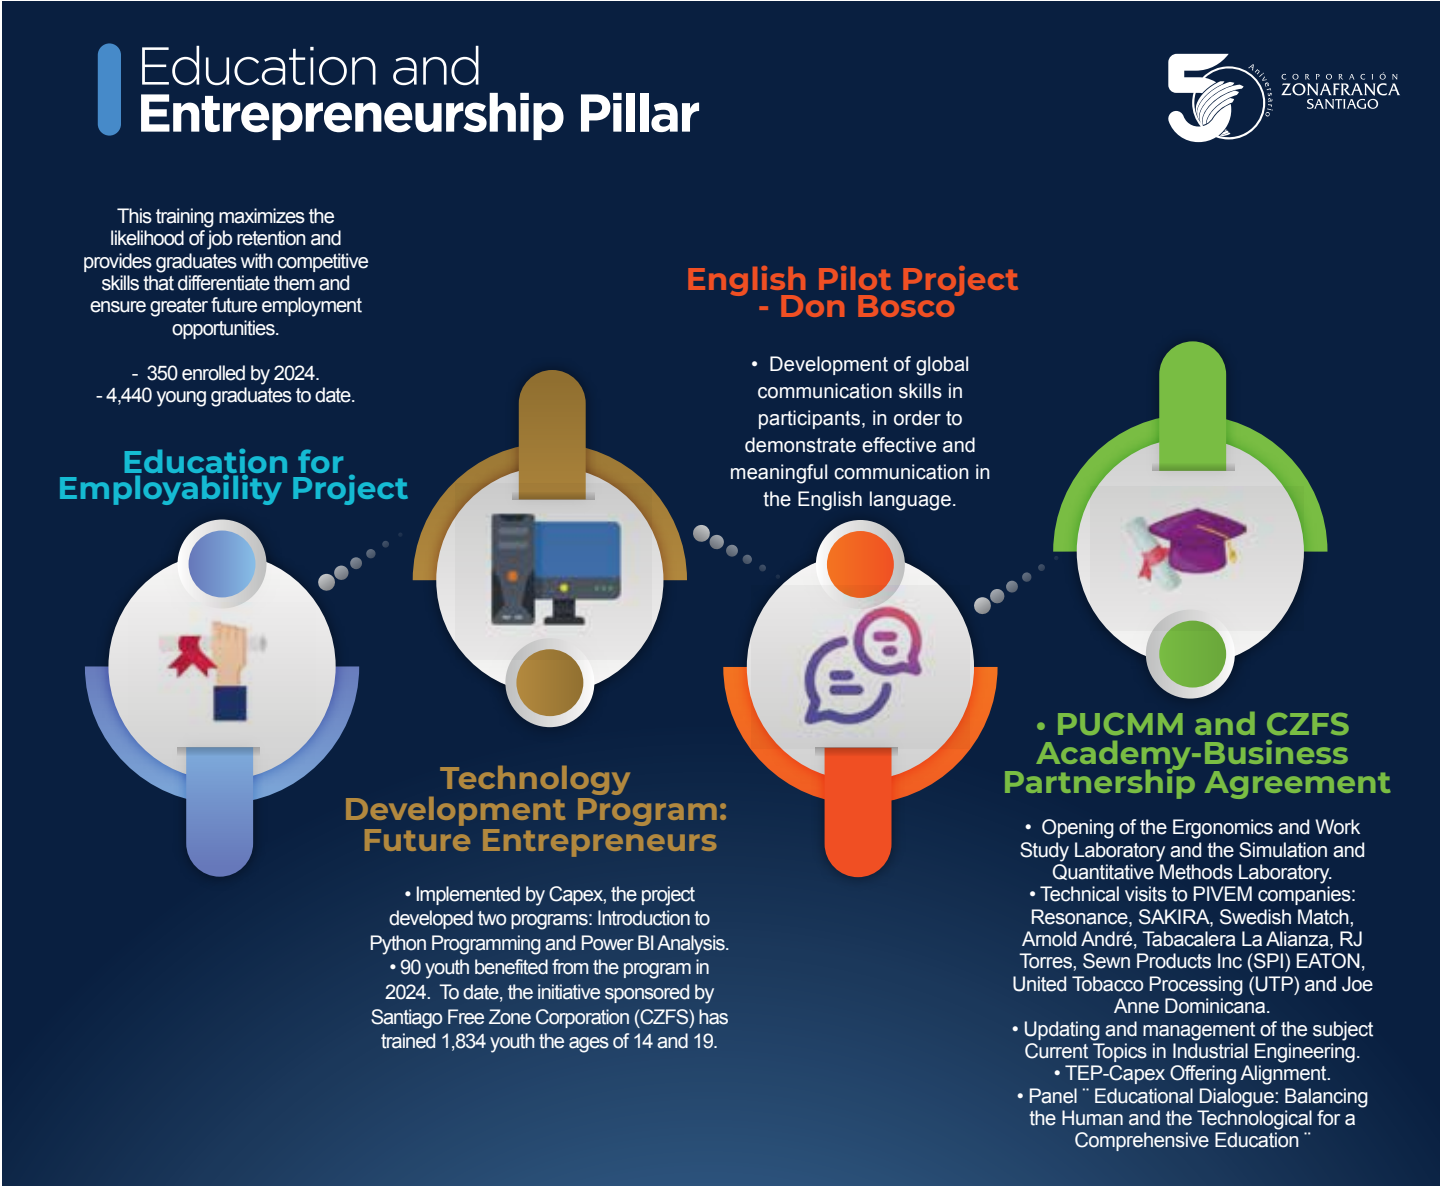 Education and
Entrepreneurship Pillar
50
Aniversario
CORPORACIÓN
ZONAFRANCA
SANTIAGO
This training maximizes the
likelihood of job retention and
provides graduates with competitive
skills that differentiate them and
ensure greater future employment
opportunities.
- 350 enrolled by 2024.
- 4,440 young graduates to date.
Education for
Employability Project
Technology
Development Program:
Future Entrepreneurs
• Implemented by Capex, the project
developed two programs: Introduction to
Python Programming and Power BI Analysis.
• 90 youth benefited from the program in
2024. To date, the initiative sponsored by
Santiago Free Zone Corporation (CZFS) has
trained 1,834 youth the ages of 14 and 19.
English Pilot Project
- Don Bosco
• Development of global
communication skills in
participants, in order to
demonstrate effective and
meaningful communication in
the English language.
• PUCMM and CZFS
Academy-Business
Partnership Agreement
• Opening of the Ergonomics and Work
Study Laboratory and the Simulation and
Quantitative Methods Laboratory.
• Technical visits to PIVEM companies:
Resonance, SAKIRA, Swedish Match,
Arnold André, Tabacalera La Alianza, RJ
Torres, Sewn Products Inc (SPI) EATON,
United Tobacco Processing (UTP) and Joe
Anne Dominicana.
• Updating and management of the subject
Current Topics in Industrial Engineering.
• TEP-Capex Offering Alignment.
• Panel ¨ Educational Dialogue: Balancing
the Human and the Technological for a
Comprehensive Education ¨